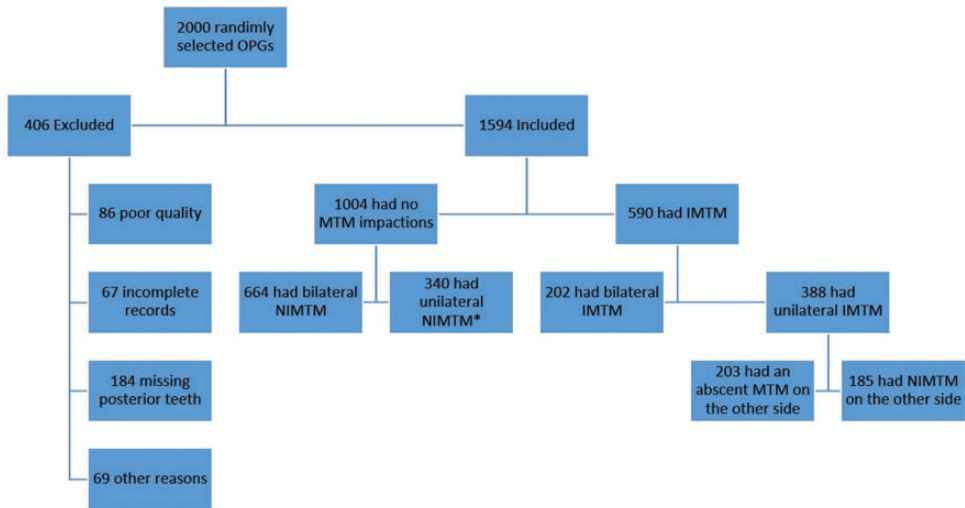 2000 randimly
selected OPGs
406 Excluded
1594 Included
86 poor quality
1004 had no
MTM impactions
590 had IMTM
67 incomplete
records
664 had bilateral
NIMTM
340 had
unilateral
NIMTM*
202 had bilateral
IMTM
388 had
unilateral IMTM
184 missing
posterior teeth
203 had an
abscent MTM on
the other side
185 had NIMTM
on the other side
69 other reasons